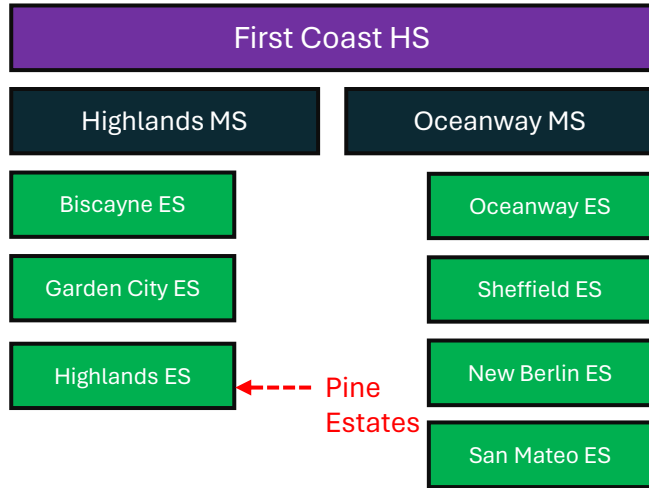 First Coast HS
Highlands MS
Oceanway MS
Biscayne ES
Oceanway ES
Garden City ES
Sheffield ES
Highlands ES
Pine
Estates
New Berlin ES
San Mateo ES